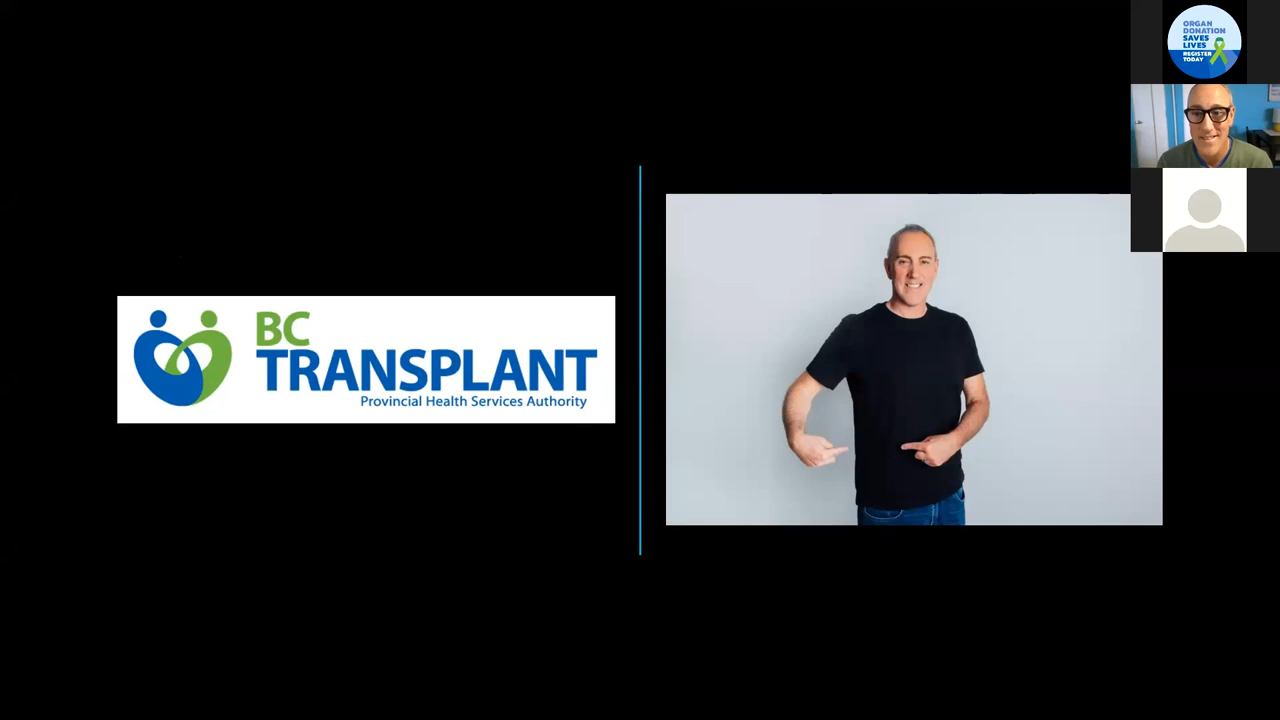 BC
TRANSPLANT
Provincial Health Services Authority
ORGAN
DONATION
SAVES
LIVES
REGISTER
TODAY